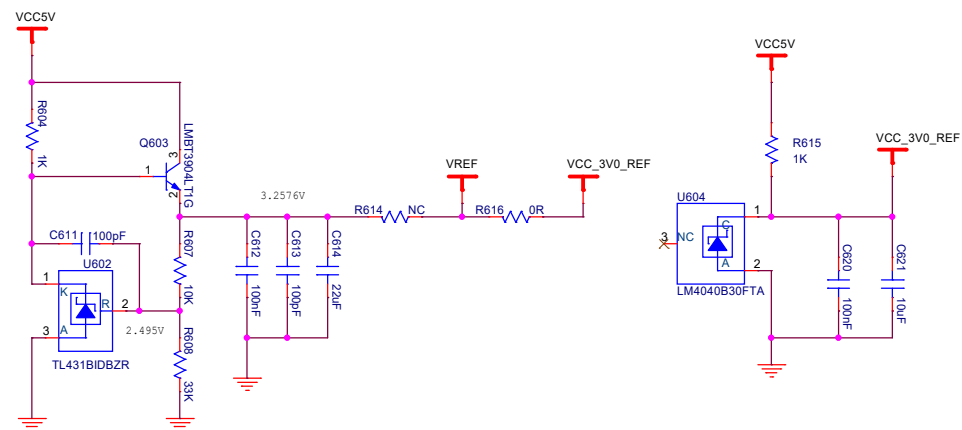 VCC5V
R604
1K
Q603
LMBT3904LT1G
3
1
2
3.2576V
C611
100pF
U602
1
K
R
2
3
A
2.495V
TL431BIDBZR
R607
10K
R608
33K
C612
100nF
C613
100pF
C614
22uF
R614
NC
VREF
R616
0R
VCC_3V0_REF
VCC5V
R615
1K
VCC_3V0_REF
U604
1
C
3
NC
A
2
LM4040B30FTA
C620
100nF
C621
10uF